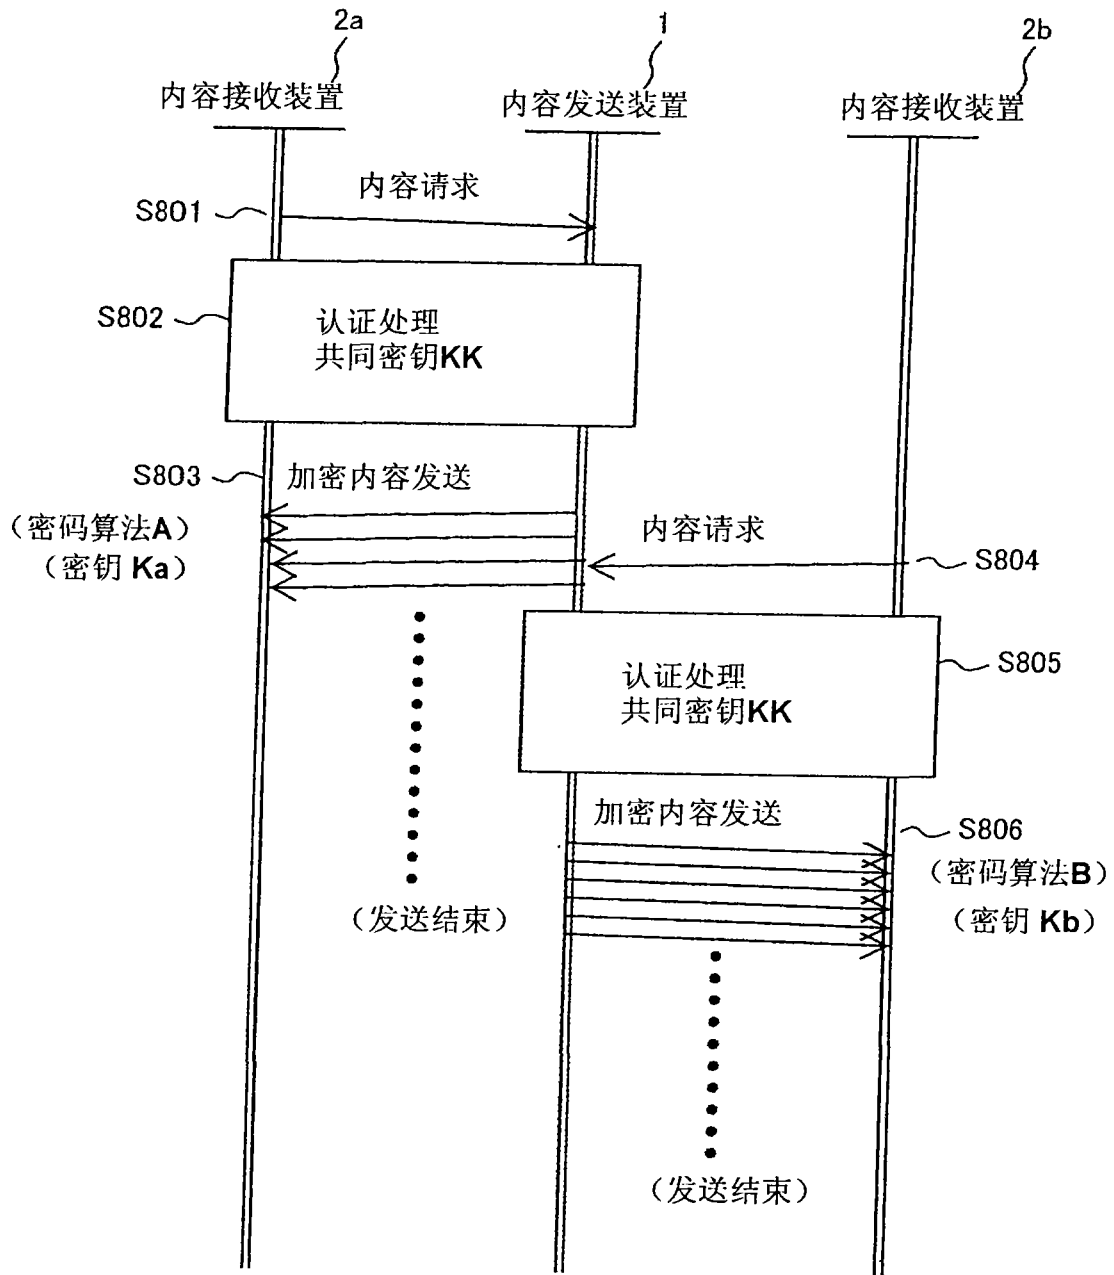 2a
1
2b
内容接收装置
内容发送装置
内容接收装置
内容请求
S801
S802
认证处理
共同密钥KK
S803
加密内容发送
（密码算法A）
（密钥 Ka）
内容请求
S804
认证处理
共同密钥KK
S805
加密内容发送
S806
（密码算法B）
（密钥 Kb）
（发送结束）
（发送结束）